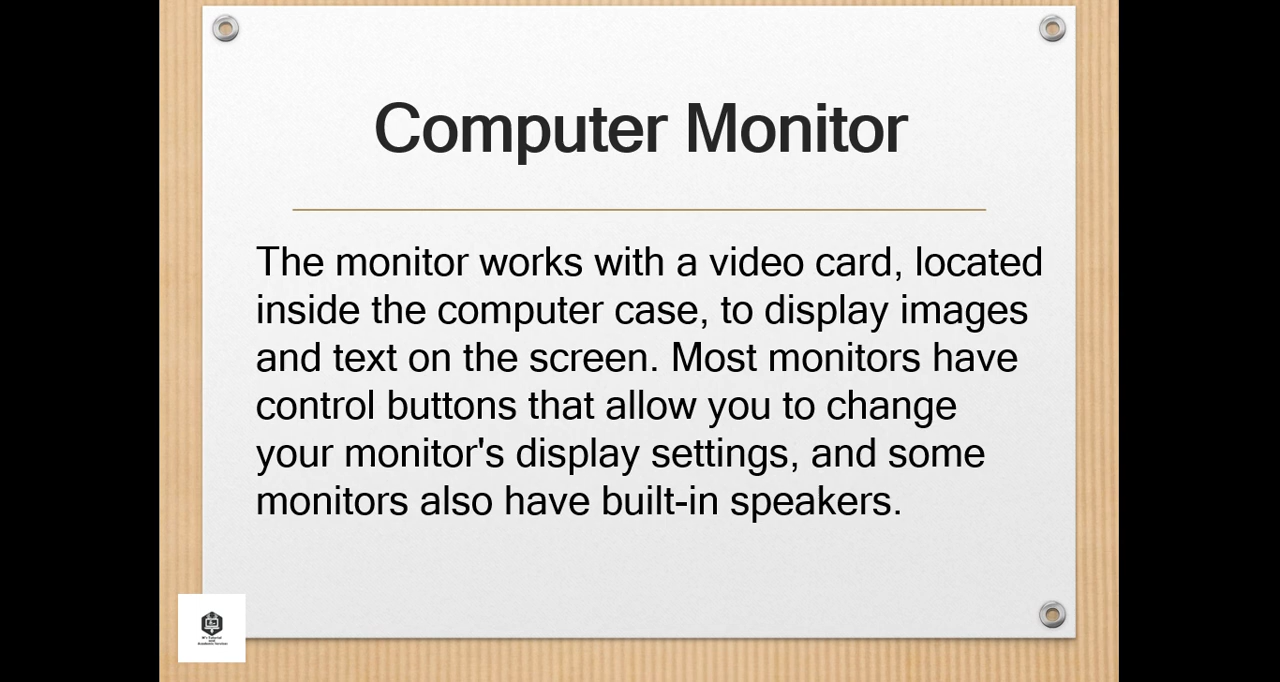 Computer Monitor
The monitor works with a video card, located
inside the computer case, to display images
and text on the screen. Most monitors have
control buttons that allow you to change
your monitor's display settings, and some
monitors also have built-in speakers.